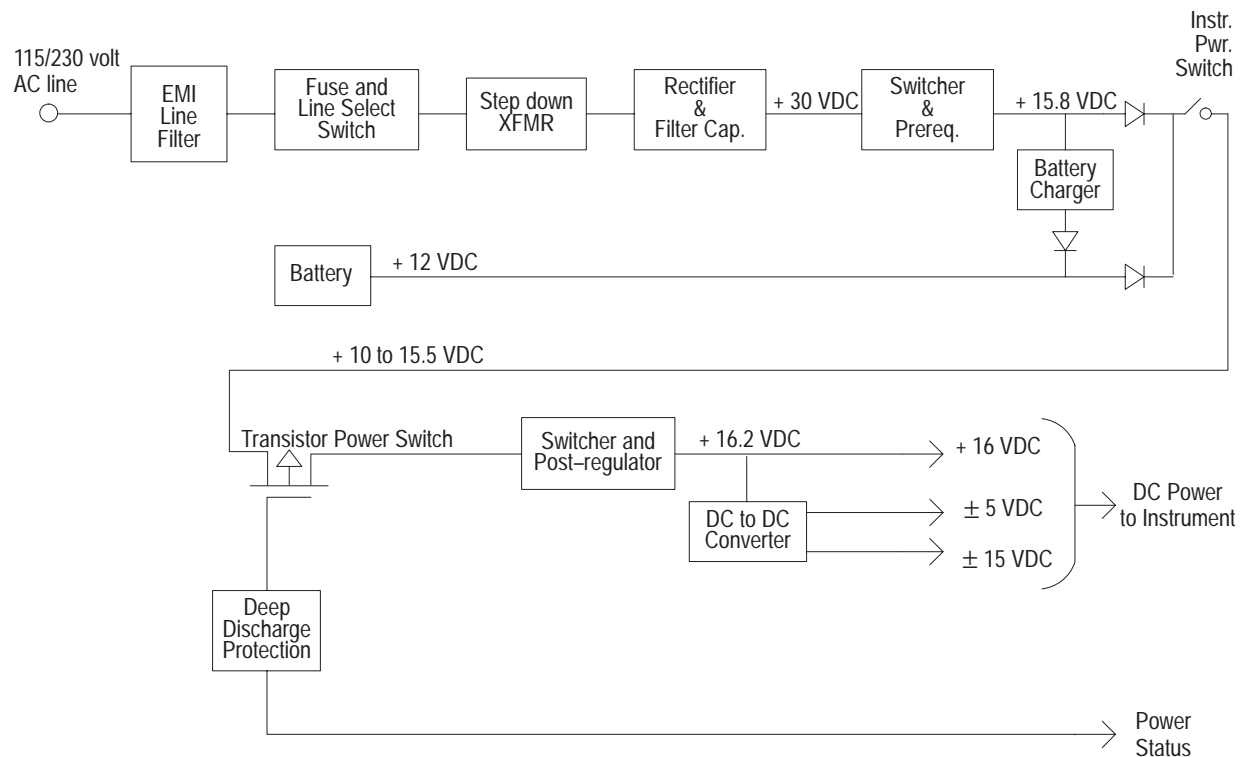 115/230 volt
AC line
EMI
Line
Filter
Fuse and
Line Select
Switch
Step down
XFMR
Rectifier
&
Filter Cap.
+ 30 VDC
Switcher
&
Prereq.
+ 15.8 VDC
Instr.
Pwr.
Switch
Battery
Charger
Battery
+ 12 VDC
+ 10 to 15.5 VDC
Transistor Power Switch
Switcher and
Post–regulator
+ 16.2 VDC
+ 16 VDC
DC to DC
Converter
± 5 VDC
± 15 VDC
DC Power
to Instrument
Deep
Discharge
Protection
Power
Status